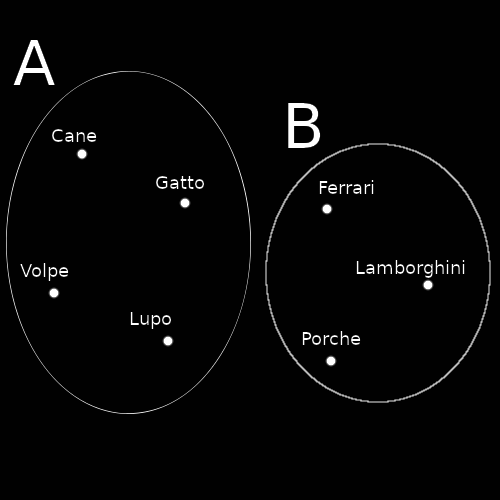 A
Cane
Gatto
Volpe
Lupo
B
Ferrari
Lamborghini
Porche